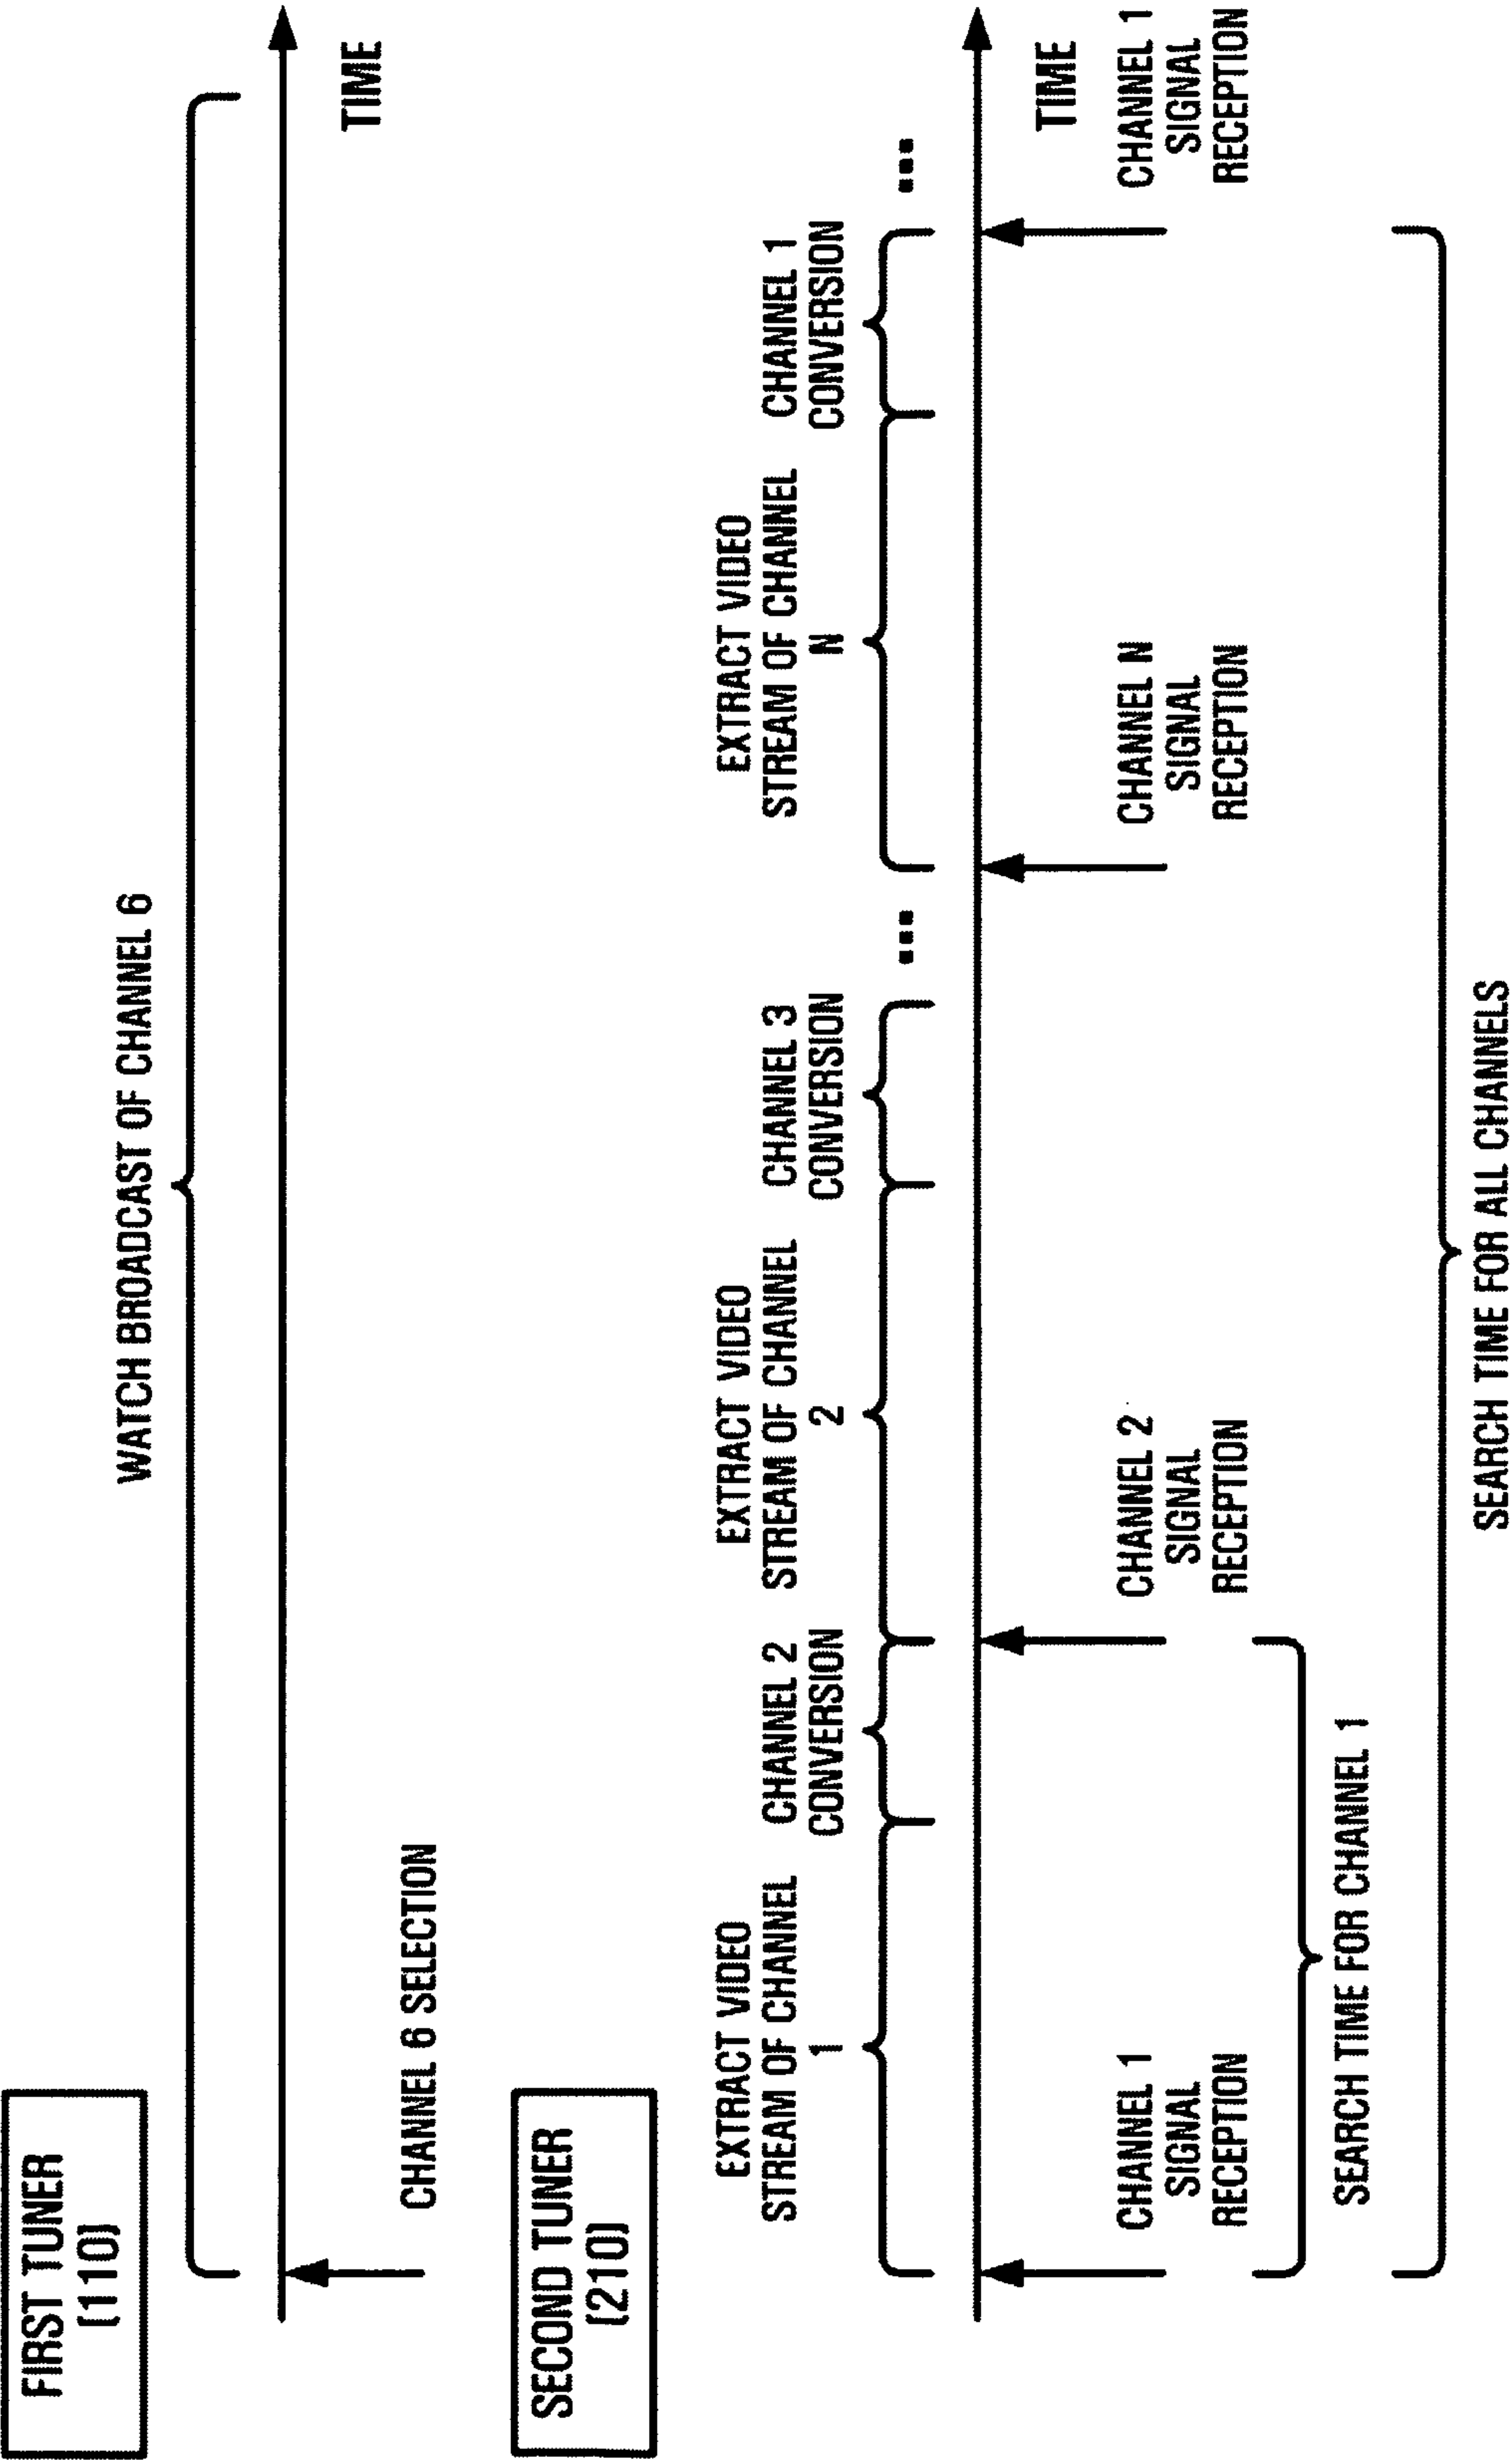 FIRST TUNER
(110)
WATCH BROADCAST OF CHANNEL 6
TIME
CHANNEL 6 SELECTION
SECOND TUNER
(210)
EXTRACT VIDEO
STREAM OF CHANNEL
1
CHANNEL 2
CONVERSION
EXTRACT VIDEO
STREAM OF CHANNEL
2
CHANNEL 3
CONVERSION
...
EXTRACT VIDEO
STREAM OF CHANNEL
N
CHANNEL 1
CONVERSION
...
TIME
CHANNEL 1
SIGNAL
RECEPTION
CHANNEL 2
SIGNAL
RECEPTION
CHANNEL N
SIGNAL
RECEPTION
CHANNEL 1
SIGNAL
RECEPTION
SEARCH TIME FOR CHANNEL 1
SEARCH TIME FOR ALL CHANNELS